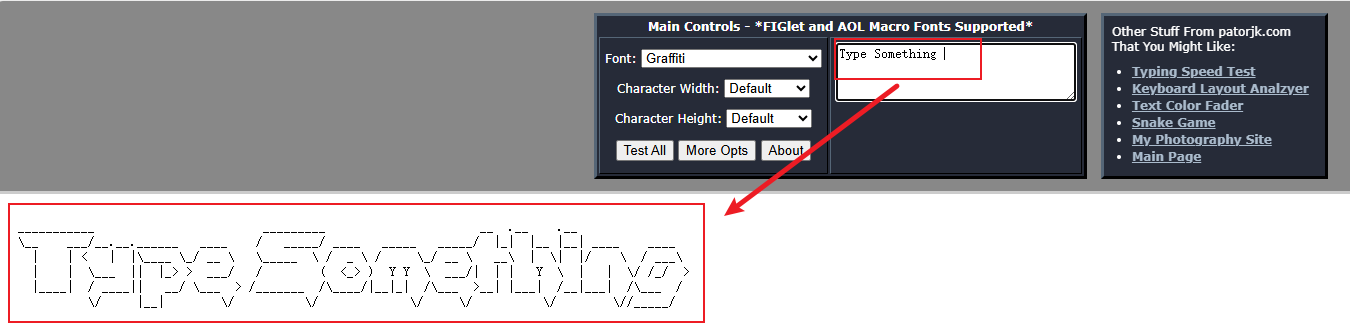 Main Controls - *FIGlet and AOL Macro Fonts Supported*
Font: Graffiti
Character Width: Default
Character Height: Default
Test All More Opts About
Type Something
Other Stuff From patorjk.com
That You Might Like:
Typing Speed Test
Keyboard Layout Analzyer
Text Color Fader
Snake Game
My Photography Site
Main Page
Type Something